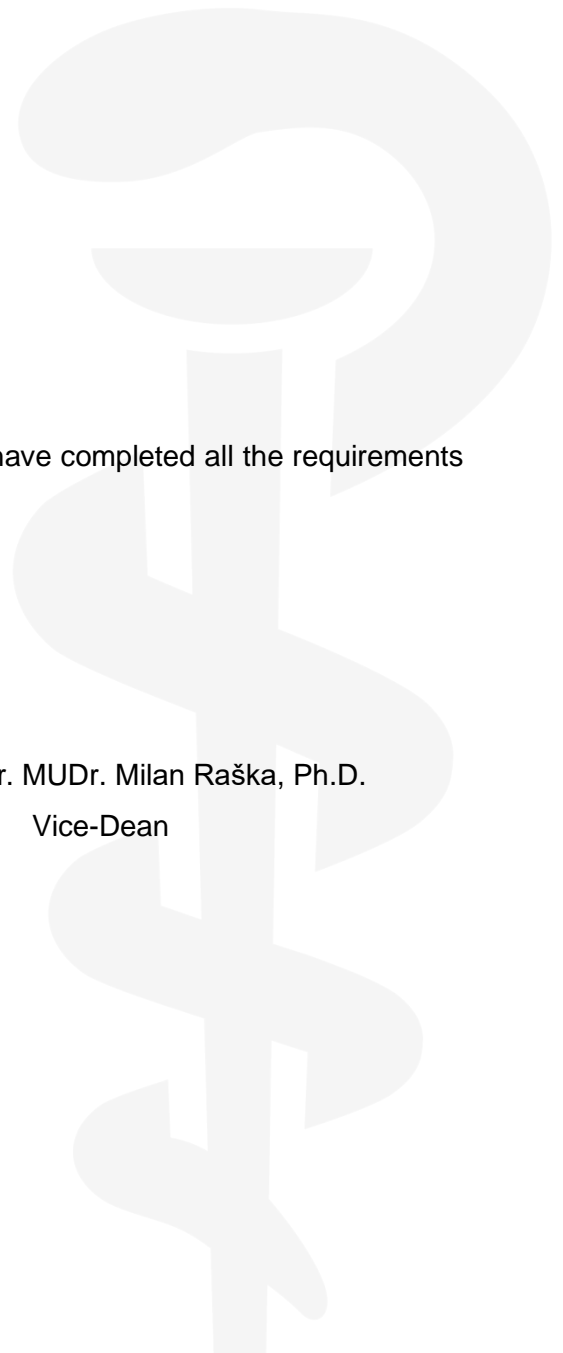 have completed all the requirements
r. MUDr. Milan Raška, Ph.D.
Vice-Dean